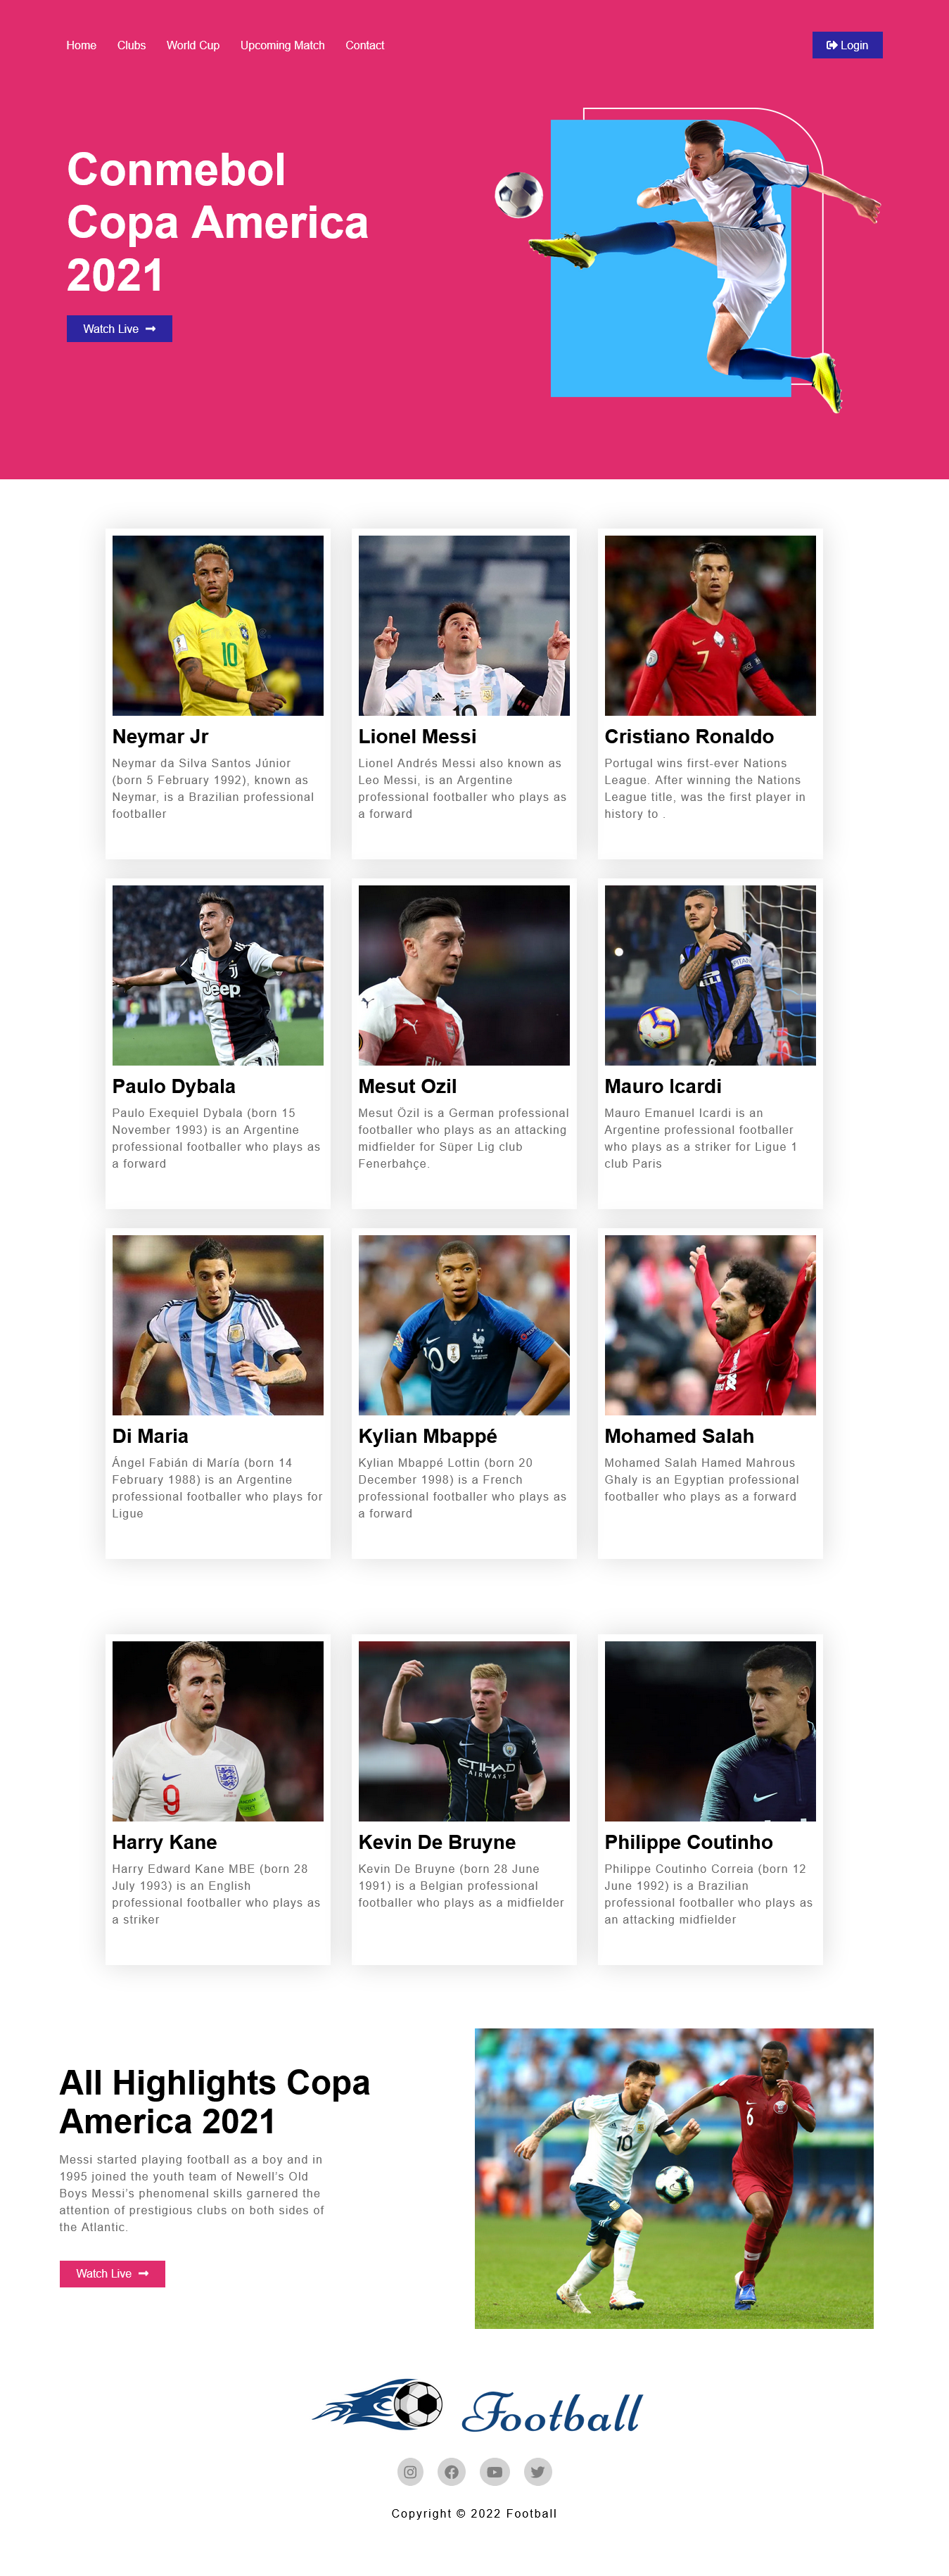 Home Clubs World Cup Upcoming Match Contact Login
Conmebol
Copa America
2021
Watch Live
10
10
7
Neymar Jr
Neymar da Silva Santos Júnior
(born 5 February 1992), known as
Neymar, is a Brazilian professional
footballer
Lionel Messi
Lionel Andrés Messi also known as
Leo Messi, is an Argentine
professional footballer who plays as
a forward
Cristiano Ronaldo
Portugal wins first-ever Nations
League. After winning the Nations
League title, was the first player in
history to .
Jeep
Paulo Dybala
Paulo Exequiel Dybala (born 15
November 1993) is an Argentine
professional footballer who plays as
a forward
Mesut Ozil
Mesut Özil is a German professional
footballer who plays as an attacking
midfielder for Süper Lig club
Fenerbahçe.
Mauro Icardi
Mauro Emanuel Icardi is an
Argentine professional footballer
who plays as a striker for Ligue 1
club Paris
7
10
Di Maria
Ángel Fabián di María (born 14
February 1988) is an Argentine
professional footballer who plays for
Ligue
Kylian Mbappé
Kylian Mbappé Lottin (born 20
December 1998) is a French
professional footballer who plays as
a forward
Mohamed Salah
Mohamed Salah Hamed Mahrous
Ghaly is an Egyptian professional
footballer who plays as a forward
9
ETIHAD
AIRWAYS
Harry Kane
Harry Edward Kane MBE (born 28
July 1993) is an English
professional footballer who plays as
a striker
Kevin De Bruyne
Kevin De Bruyne (born 28 June
1991) is a Belgian professional
footballer who plays as a midfielder
Philippe Coutinho
Philippe Coutinho Correia (born 12
June 1992) is a Brazilian
professional footballer who plays as
an attacking midfielder
All Highlights Copa
America 2021
Messi started playing football as a boy and in
1995 joined the youth team of Newell's Old
Boys Messi's phenomenal skills garnered the
attention of prestigious clubs on both sides of
the Atlantic.
Watch Live
10
6
Football
Copyright © 2022 Football